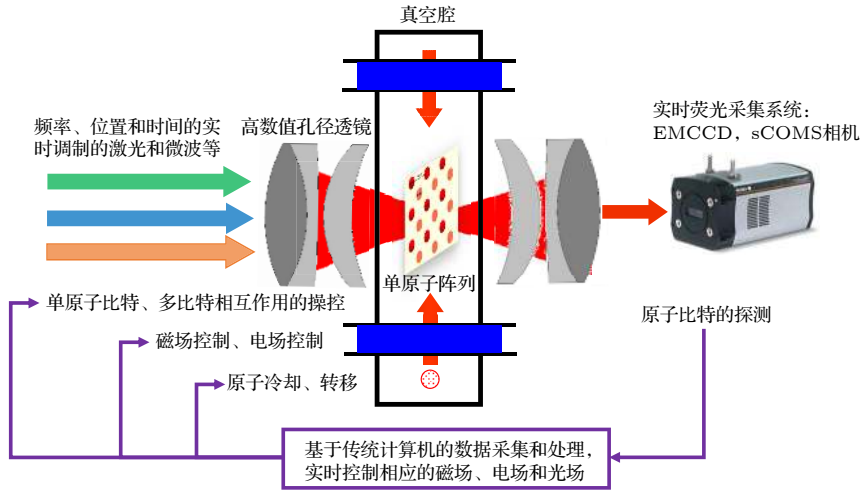 真空腔
实时荧光采集系统:
EMCCD, sCOMS相机
频率、位置和时间的实
时调制的激光和微波等
高数值孔径透镜
单原子阵列
单原子比特、多比特相互作用的操控
原子比特的探测
磁场控制、电场控制
原子冷却、转移
基于传统计算机的数据采集和处理,
实时控制相应的磁场、电场和光场